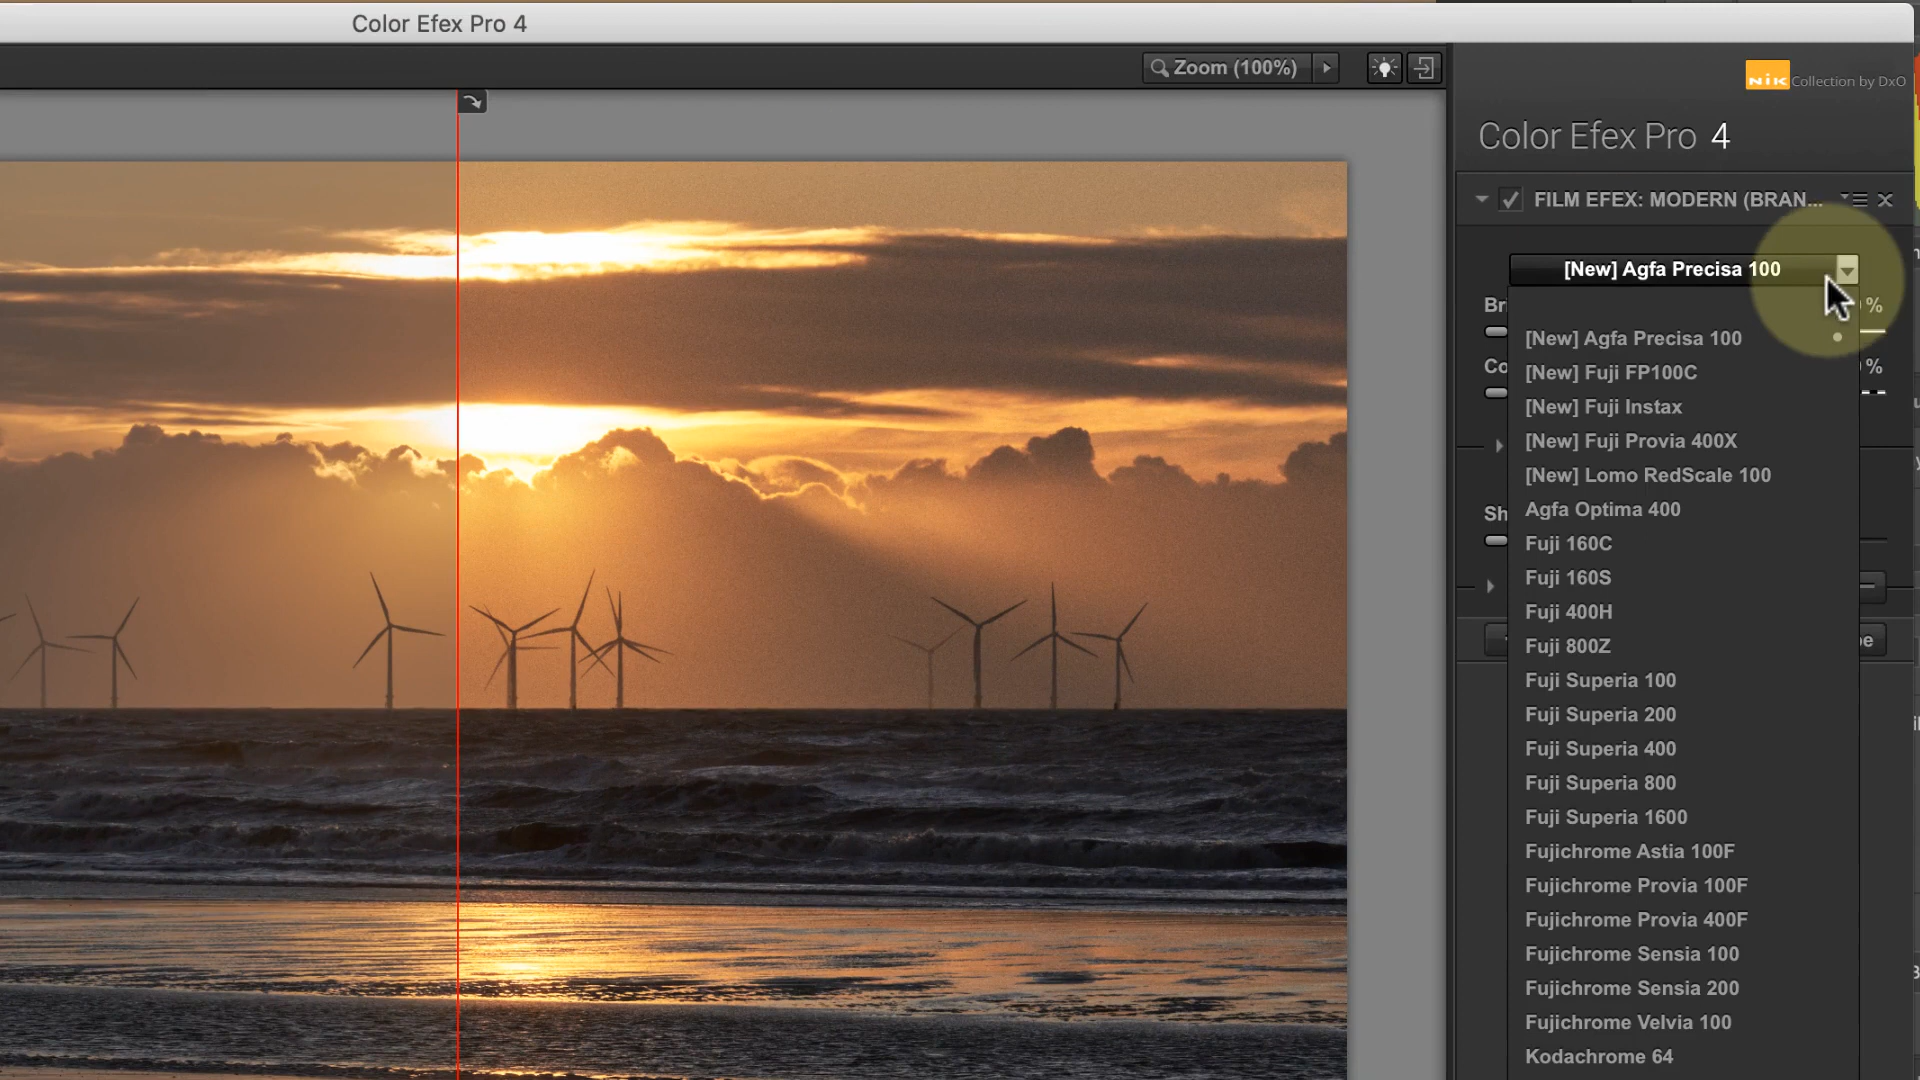 Color Efex Pro 4
Zoom (100%)
NiK Collection by DxO
Color Efex Pro 4
FILM EFEX: MODERN (BRAN...
[New] Agfa Precisa 100
Bri
%
[New] Agfa Precisa 100
Co
%
[New] Fuji FP100C
[New] Fuji Instax
[New] Fuji Provia 400X
[New] Lomo RedScale 100
Sh
Agfa Optima 400
Fuji 160C
Fuji 160S
Fuji 400H
Fuji 800Z
Fuji Superia 100
Fuji Superia 200
Fuji Superia 400
Fuji Superia 800
Fuji Superia 1600
Fujichrome Astia 100F
Fujichrome Provia 100F
Fujichrome Provia 400F
Fujichrome Sensia 100
Fujichrome Sensia 200
Fujichrome Velvia 100
Kodachrome 64